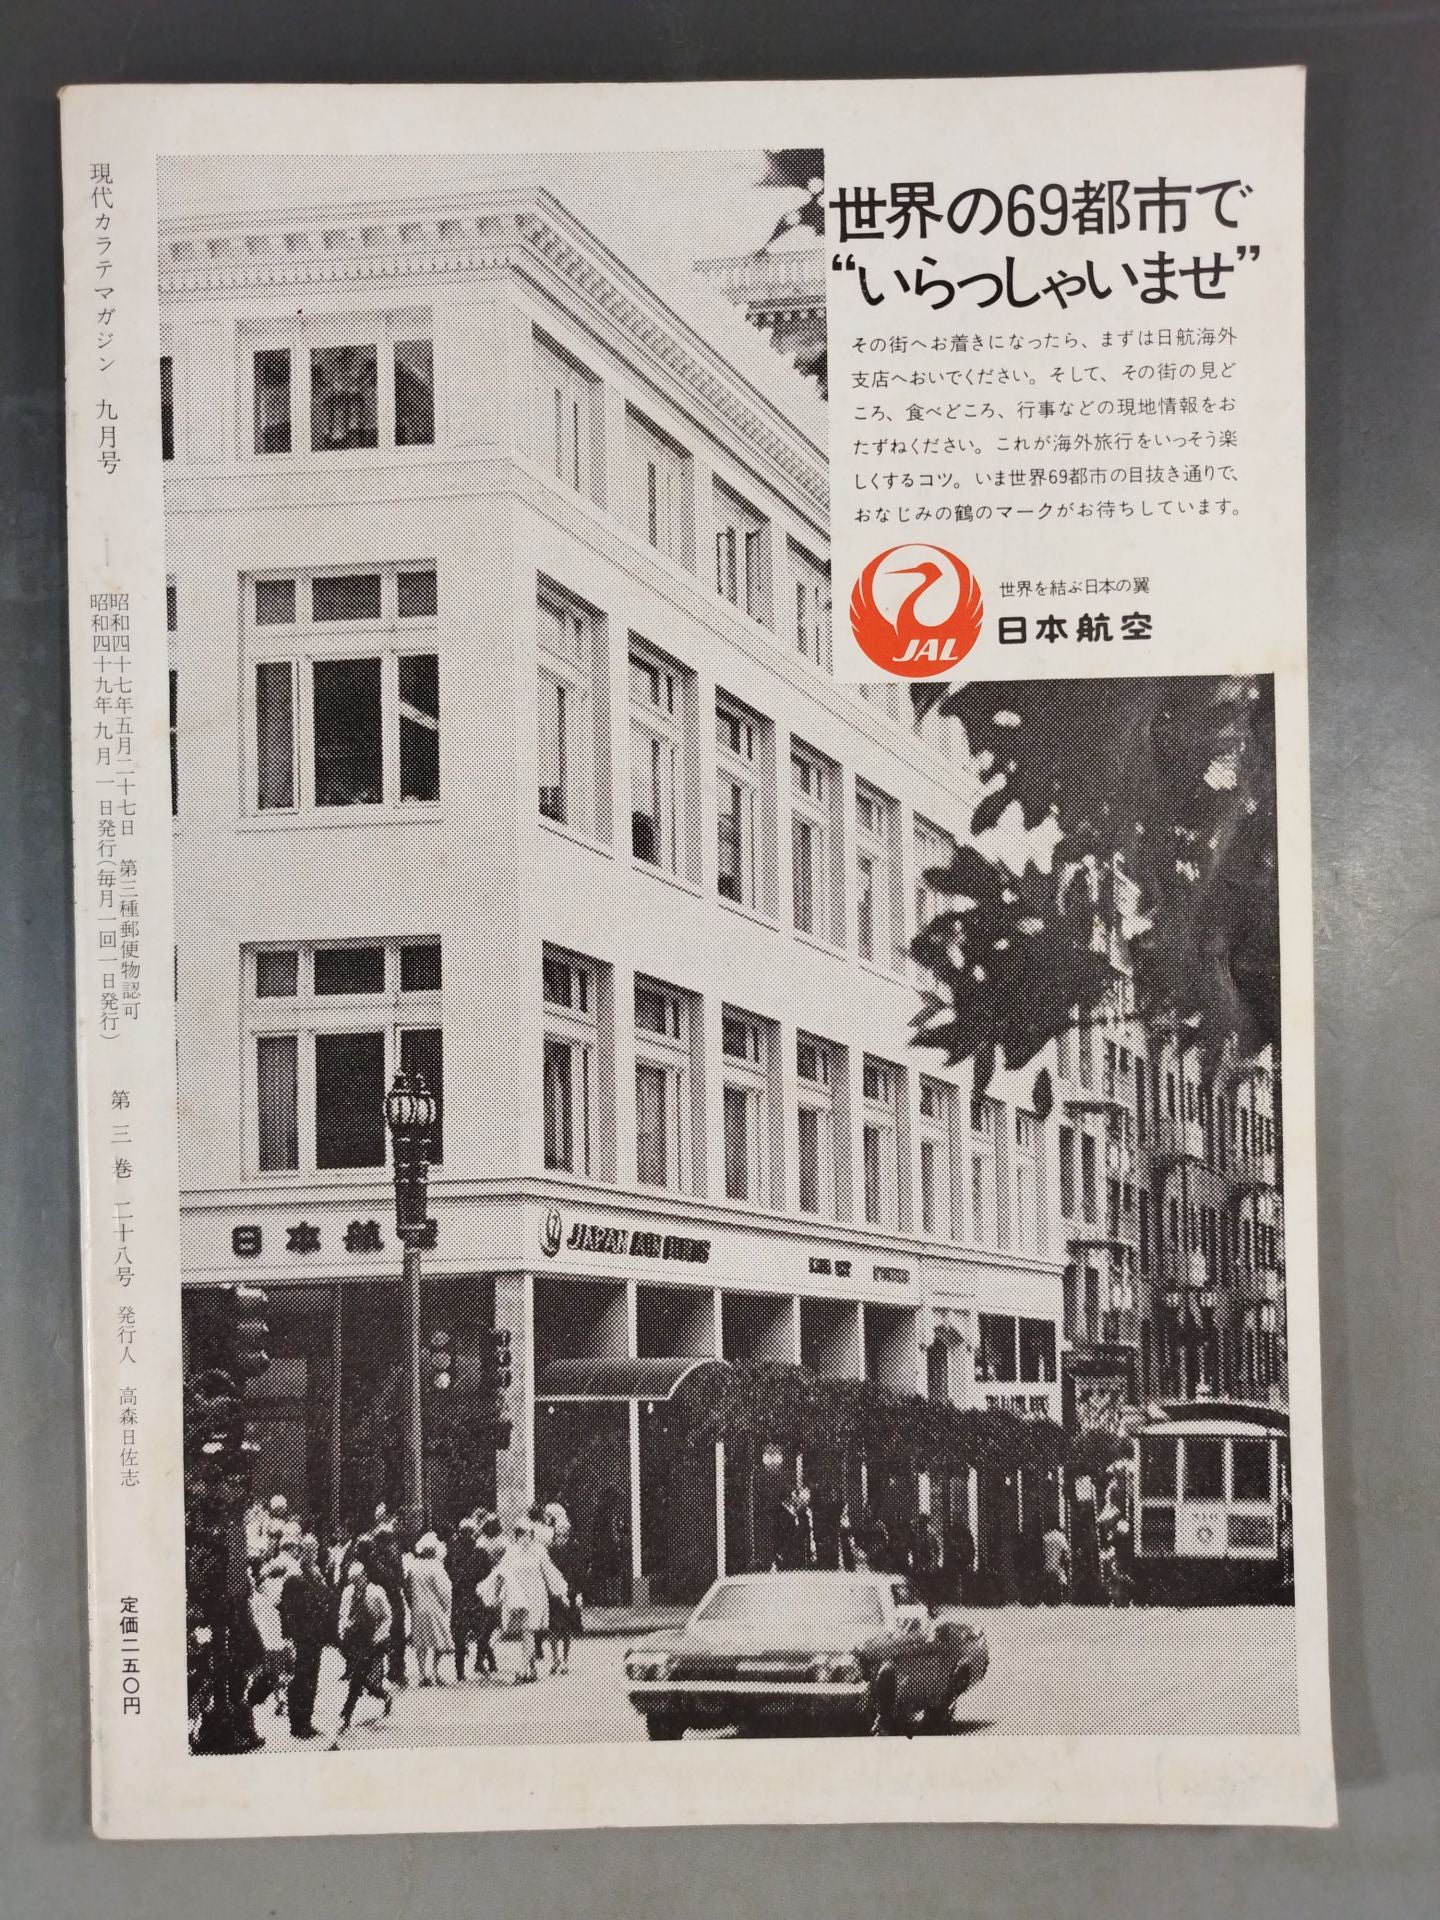 世界の69都市で
“いらっしゃいませ”
その街へお着きになったら、まずは日航海外
支店へおいでください。そして、その街の見ど
ころ、食べどころ、行事などの現地情報をお
たずねください。これが海外旅行をいっそう楽
しくするコツ。いま世界69都市の目抜き通りで、
おなじみの鶴のマークがお待ちしています。
JAL
世界を結ぶ日本の翼
日本航空
日本航空
JAPAN AIR LINES
現代カラテマガジン 九月号
昭和四十七年五月二十七日 第三種郵便物認可
昭和四十九年九月一日発行(毎月一回一日発行)
第三巻 二十八号 発行人 高森日佐志
定価二五〇円